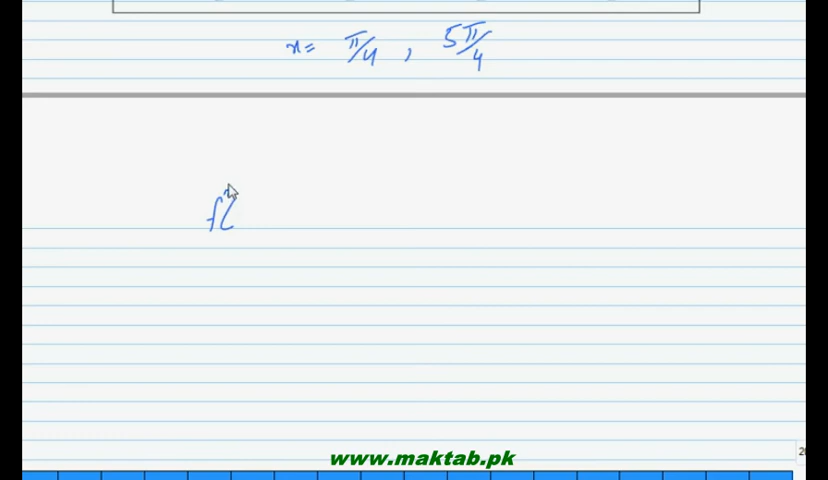 x = π/4 , 5π/4
f(
www.maktab.pk